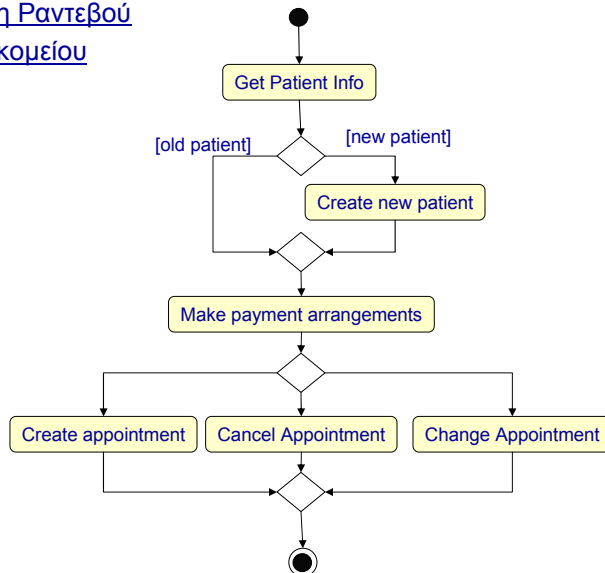 η Ραντεβού
κομείου
Get Patient Info
[old patient]
[new patient]
Create new patient
Make payment arrangements
Create appointment
Cancel Appointment
Change Appointment